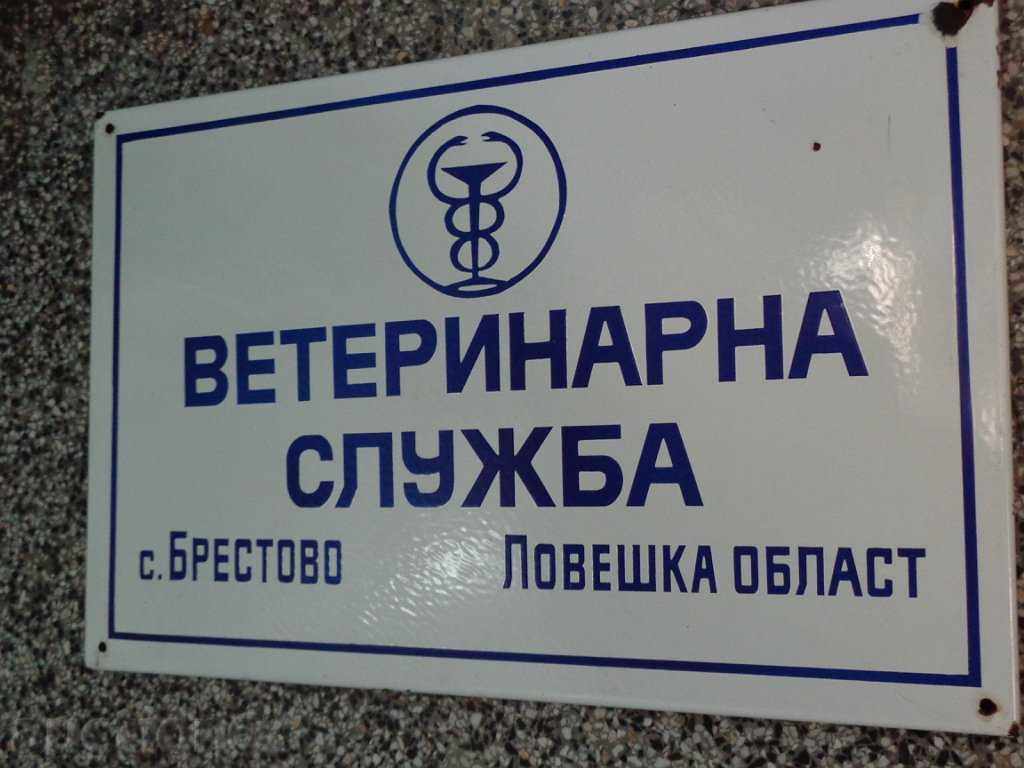 ВЕТЕРИНАРНА
СЛУЖБА
с. БРЕСТОВО ЛОВЕШКА ОБЛАСТ